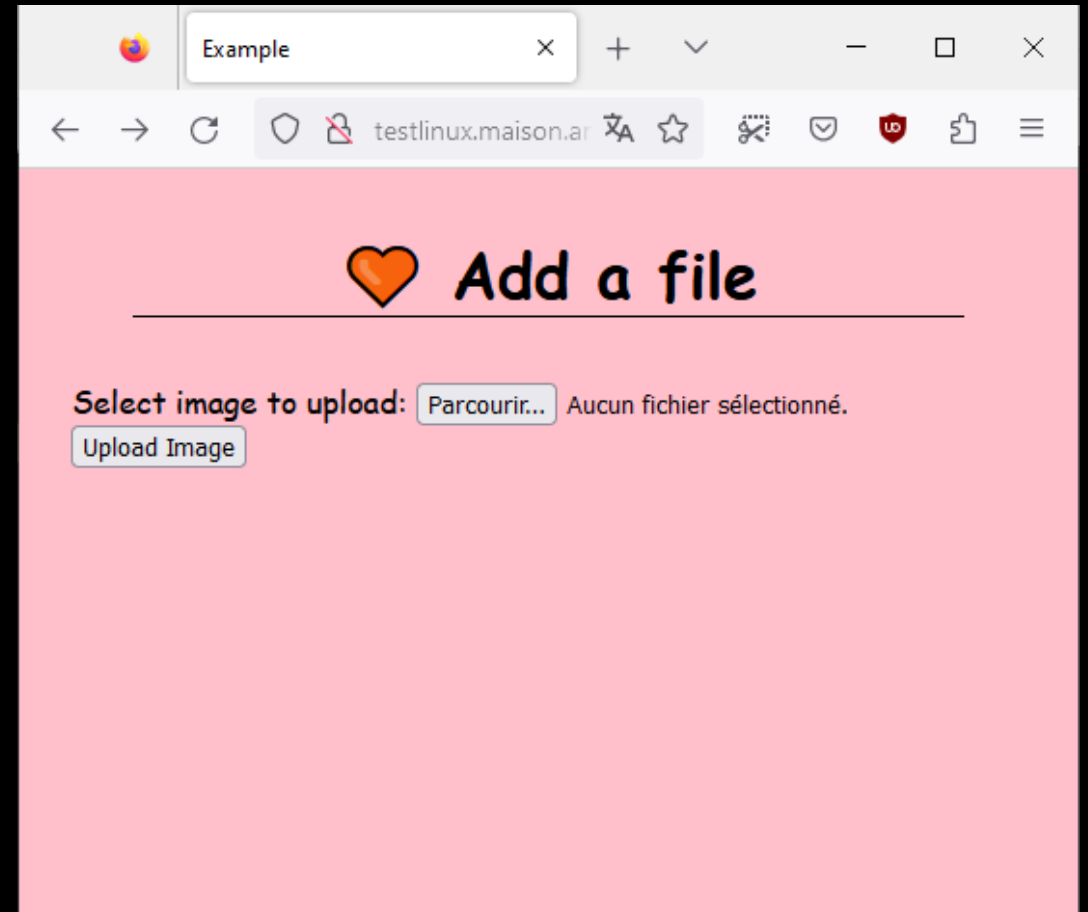 Example
testlinux.maison.ar
Add a file
Select image to upload: Parcourir... Aucun fichier sélectionné.
Upload Image